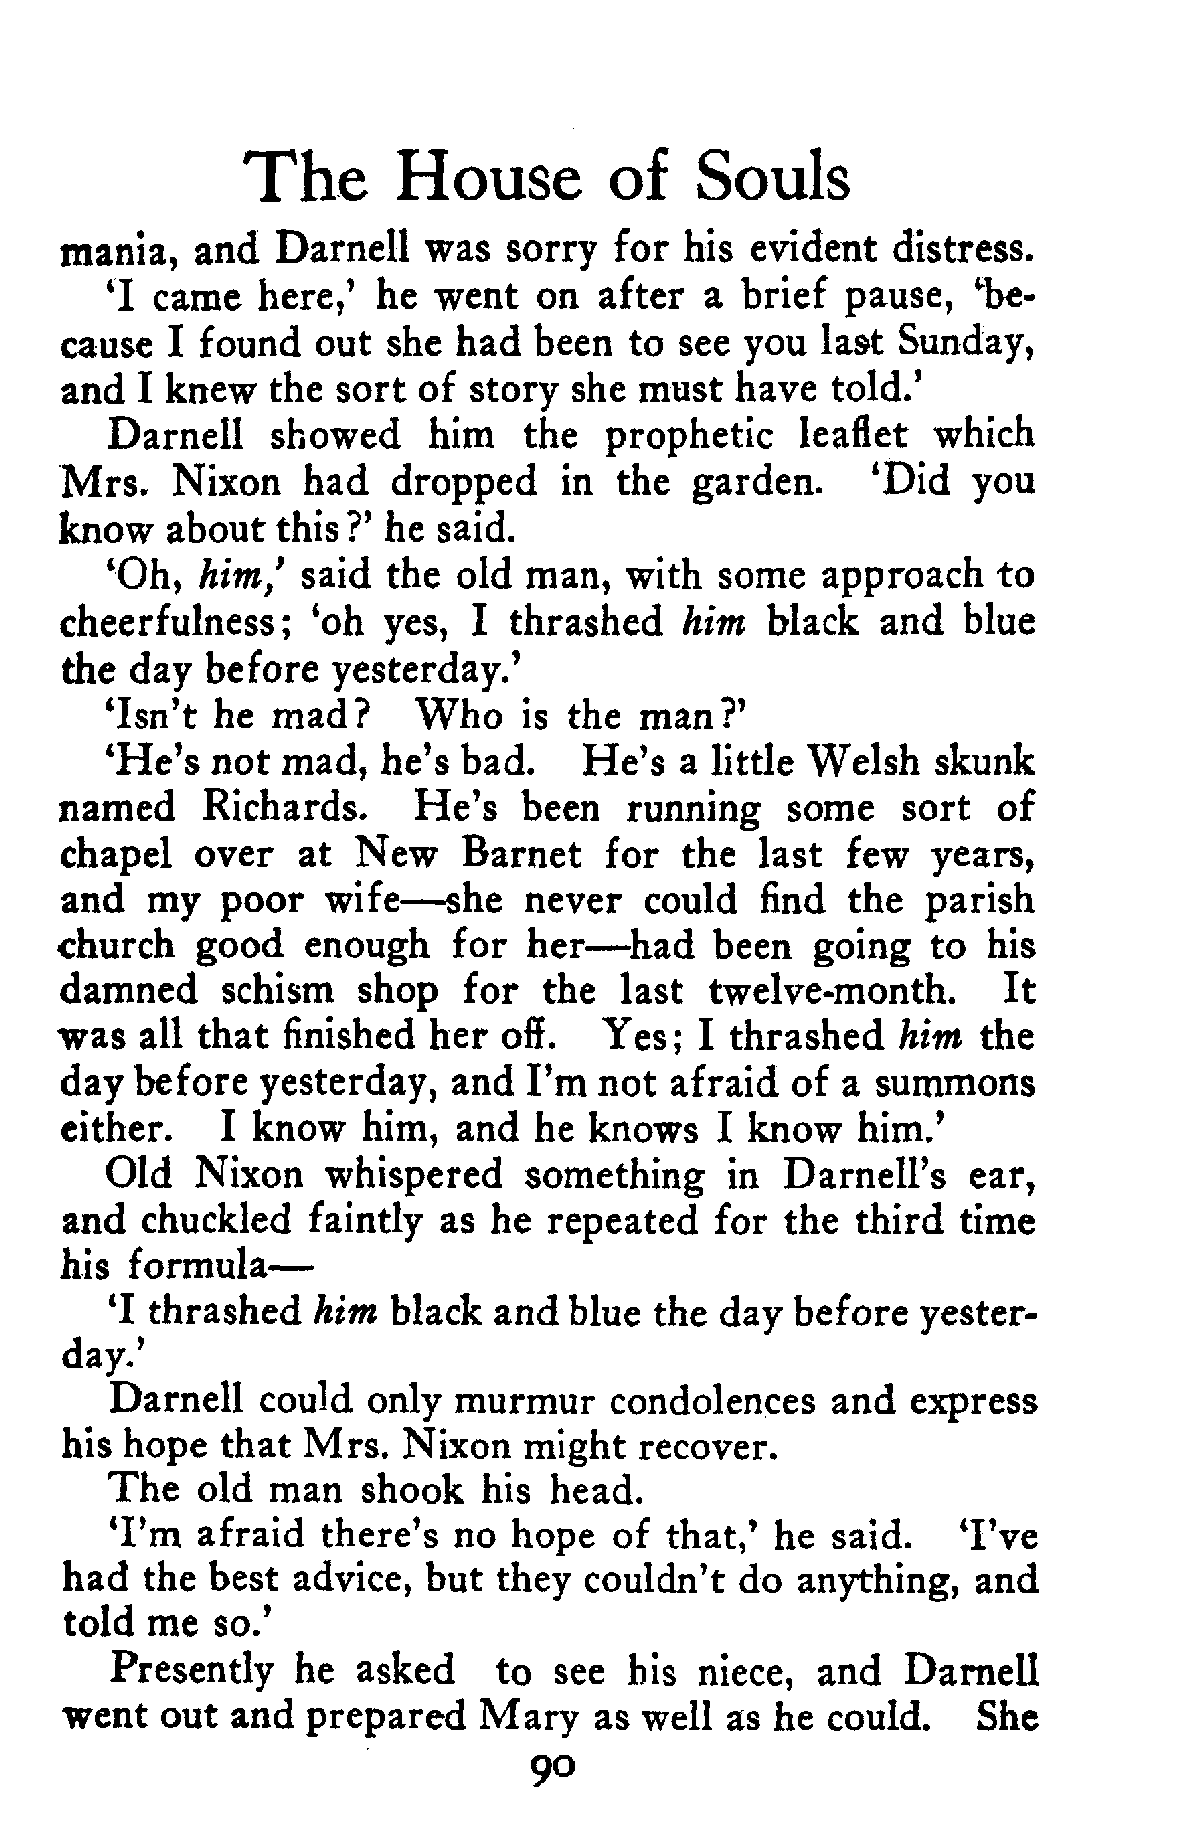 The House of Souls
mania, and Darnell was sorry for his evident distress.
‘I came here,’ he went on after a brief pause, ‘be-
cause I found out she had been to see you last Sunday,
and I knew the sort of story she must have told.’
Darnell showed him the prophetic leaflet which
Mrs. Nixon had dropped in the garden. ‘Did you
know about this?’ he said.
‘Oh, him,’ said the old man, with some approach to
cheerfulness; ‘oh yes, I thrashed him black and blue
the day before yesterday.’
‘Isn’t he mad? Who is the man?’
‘He’s not mad, he’s bad. He’s a little Welsh skunk
named Richards. He’s been running some sort of
chapel over at New Barnet for the last few years,
and my poor wife—she never could find the parish
church good enough for her—had been going to his
damned schism shop for the last twelve-month. It
was all that finished her off. Yes; I thrashed him the
day before yesterday, and I’m not afraid of a summons
either. I know him, and he knows I know him.’
Old Nixon whispered something in Darnell’s ear,
and chuckled faintly as he repeated for the third time
his formula—
‘I thrashed him black and blue the day before yester-
day.’
Darnell could only murmur condolences and express
his hope that Mrs. Nixon might recover.
The old man shook his head.
‘I’m afraid there’s no hope of that,’ he said. ‘I’ve
had the best advice, but they couldn’t do anything, and
told me so.’
Presently he asked to see his niece, and Darnell
went out and prepared Mary as well as he could. She
90